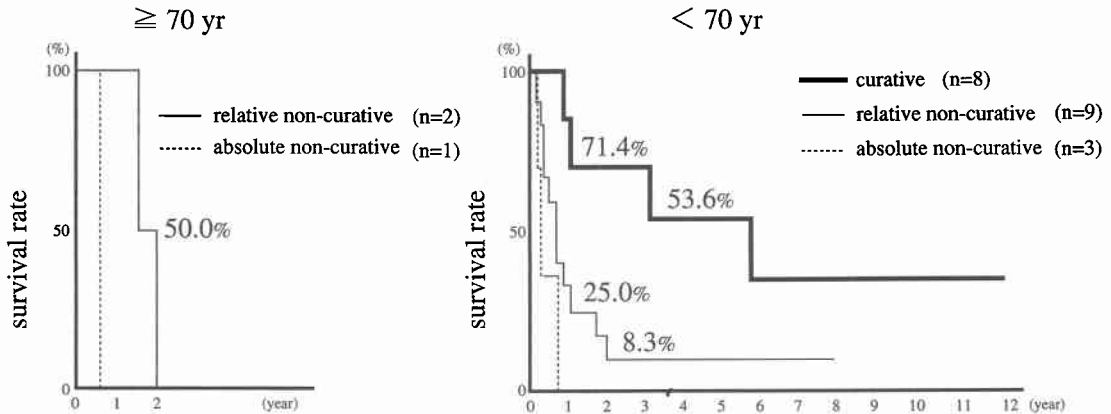 ≧ 70 yr
(%)
100
50
0
survival rate
relative non-curative (n=2)
absolute non-curative (n=1)
50.0%
0 1 2 (year)
< 70 yr
(%)
100
50
0
survival rate
curative (n=8)
relative non-curative (n=9)
absolute non-curative (n=3)
71.4%
53.6%
25.0%
8.3%
0 1 2 3 4 5 6 7 8 9 10 11 12 (year)